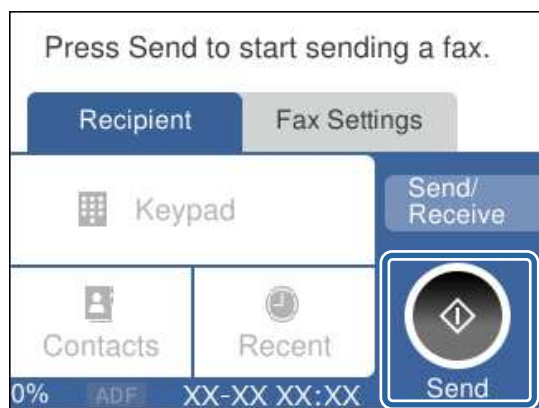 Press Send to start sending a fax.
Recipient Fax Settings
Keypad
Send/
Receive
Contacts Recent
Send
0% ADF XX-XX XX:XX